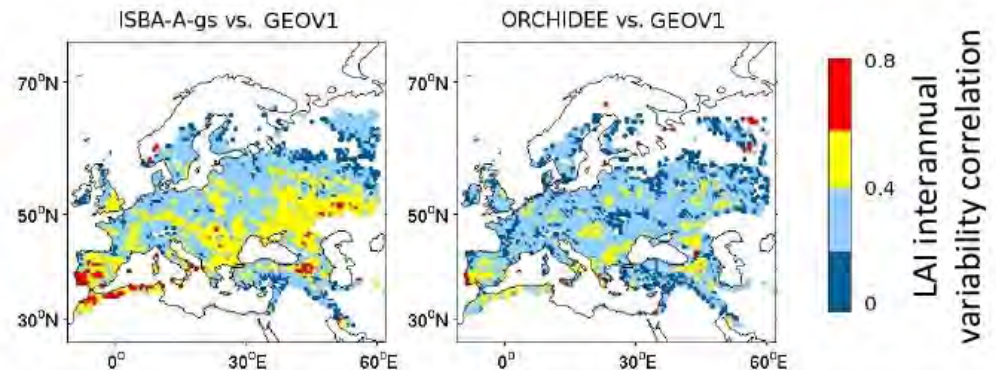 ISBA-A-gs vs. GEOV1
ORCHIDEE vs. GEOV1
70°N
50°N
30°N
0°
30°E
60°E
70°N
50°N
30°N
0°
30°E
60°E
0.8
0.4
0
LAI interannual
variability correlation